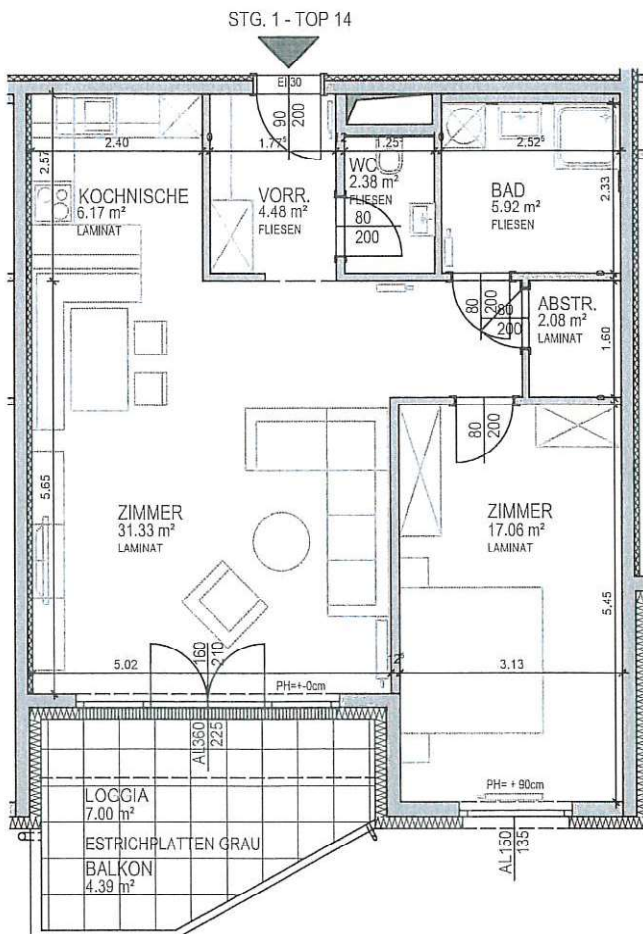 STG. 1 - TOP 14
EI 30
90
200
2.40
1.77⁵
1.25
2.52⁵
2.57
KOCHNISCHE
6.17 m²
LAMINAT
VORR.
4.48 m²
FLIESEN
WC
2.38 m²
FLIESEN
80
200
BAD
5.92 m²
FLIESEN
2.33
80
200
80
200
ABSTR.
2.08 m²
LAMINAT
1.60
80
200
5.65
ZIMMER
31.33 m²
LAMINAT
ZIMMER
17.06 m²
LAMINAT
5.45
160
210
5.02
3.13
PH=+-0cm
AL360
225
PH= + 90cm
AL150
135
LOGGIA
7.00 m²
ESTRICHPLATTEN GRAU
BALKON
4.39 m²